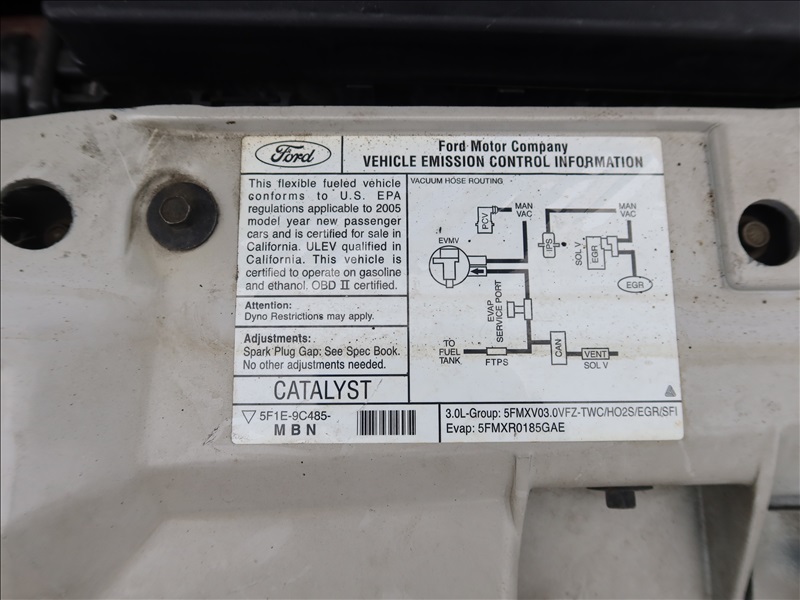 Ford
Ford Motor Company
VEHICLE EMISSION CONTROL INFORMATION
This flexible fueled vehicle
conforms to U.S. EPA
regulations applicable to 2005
model year new passenger
cars and is certified for sale in
California. ULEV qualified in
California. This vehicle is
certified to operate on gasoline
and ethanol. OBD II certified.
Attention:
Dyno Restrictions may apply.
Adjustments:
Spark Plug Gap: See Spec Book.
No other adjustments needed.
CATALYST
5F1E-9C485-
MBN
VACUUM HOSE ROUTING
PCV
MAN
VAC
IPS
MAN
VAC
SOL V
EGR
EGR
EVMV
EVAP
SERVICE PORT
TO
FUEL
TANK
FTPS
CAN
VENT
SOL V
3.0L-Group: 5FMXV03.0VFZ-TWC/HO2S/EGR/SFI
Evap: 5FMXR0185GAE